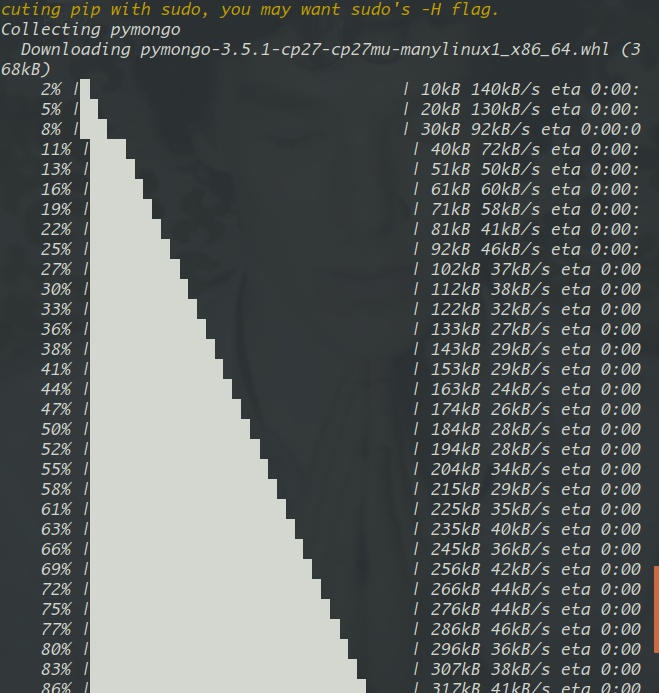 cuting pip with sudo, you may want sudo's -H flag.
Collecting pymongo
Downloading pymongo-3.5.1-cp27-cp27mu-manylinux1_x86_64.whl (3
68kB)
2% | | 10kB 140kB/s eta 0:00:
5% | | 20kB 130kB/s eta 0:00:
8% | | 30kB 92kB/s eta 0:00:0
11% | | 40kB 72kB/s eta 0:00:
13% | | 51kB 50kB/s eta 0:00:
16% | | 61kB 60kB/s eta 0:00:
19% | | 71kB 58kB/s eta 0:00:
22% | | 81kB 41kB/s eta 0:00:
25% | | 92kB 46kB/s eta 0:00:
27% | | 102kB 37kB/s eta 0:00
30% | | 112kB 38kB/s eta 0:00
33% | | 122kB 32kB/s eta 0:00
36% | | 133kB 27kB/s eta 0:00
38% | | 143kB 29kB/s eta 0:00
41% | | 153kB 29kB/s eta 0:00
44% | | 163kB 24kB/s eta 0:00
47% | | 174kB 26kB/s eta 0:00
50% | | 184kB 28kB/s eta 0:00
52% | | 194kB 28kB/s eta 0:00
55% | | 204kB 34kB/s eta 0:00
58% | | 215kB 29kB/s eta 0:00
61% | | 225kB 35kB/s eta 0:00
63% | | 235kB 40kB/s eta 0:00
66% | | 245kB 36kB/s eta 0:00
69% | | 256kB 42kB/s eta 0:00
72% | | 266kB 44kB/s eta 0:00
75% | | 276kB 44kB/s eta 0:00
77% | | 286kB 46kB/s eta 0:00
80% | | 296kB 36kB/s eta 0:00
83% | | 307kB 38kB/s eta 0:00
86% | | 317kB 41kB/s eta 0:00